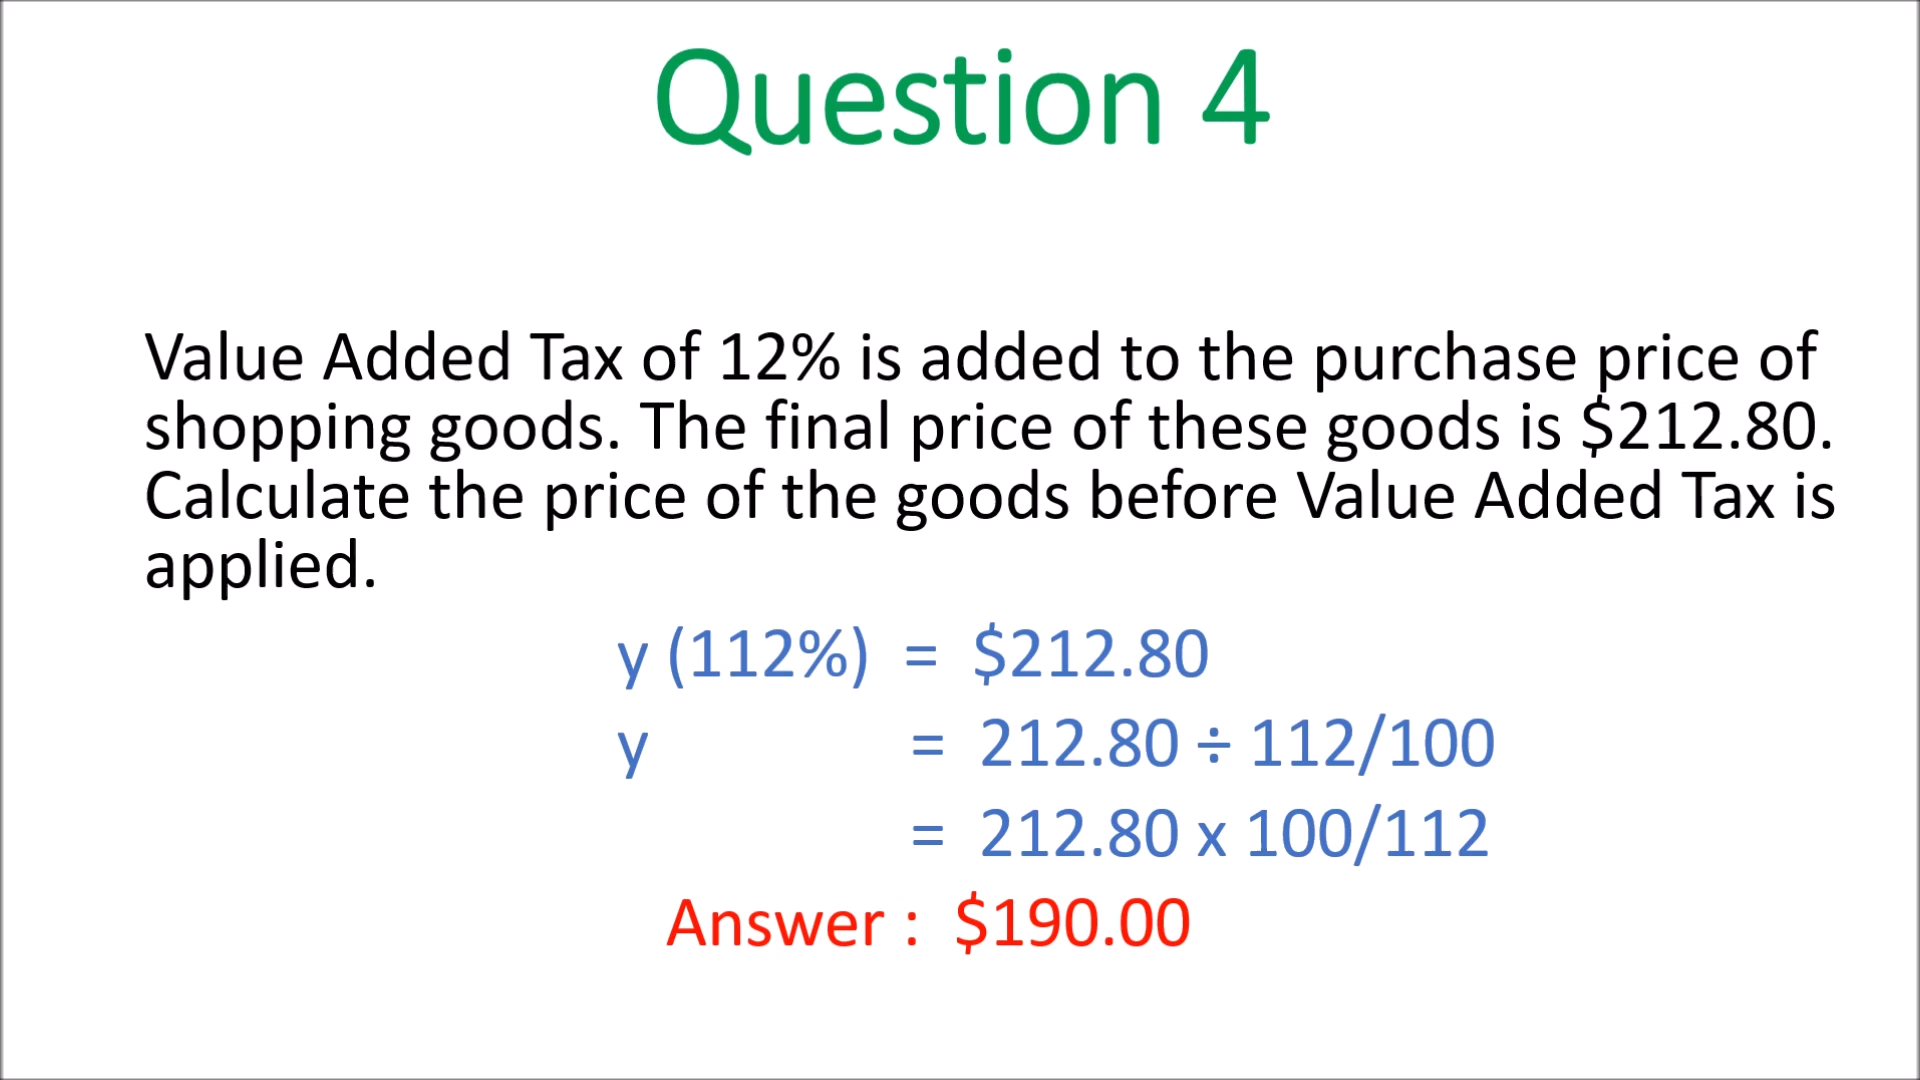 Question 4
Value Added Tax of 12% is added to the purchase price of
shopping goods. The final price of these goods is $212.80.
Calculate the price of the goods before Value Added Tax is
applied.
y (112%) = $212.80
y = 212.80 ÷ 112/100
= 212.80 x 100/112
Answer : $190.00